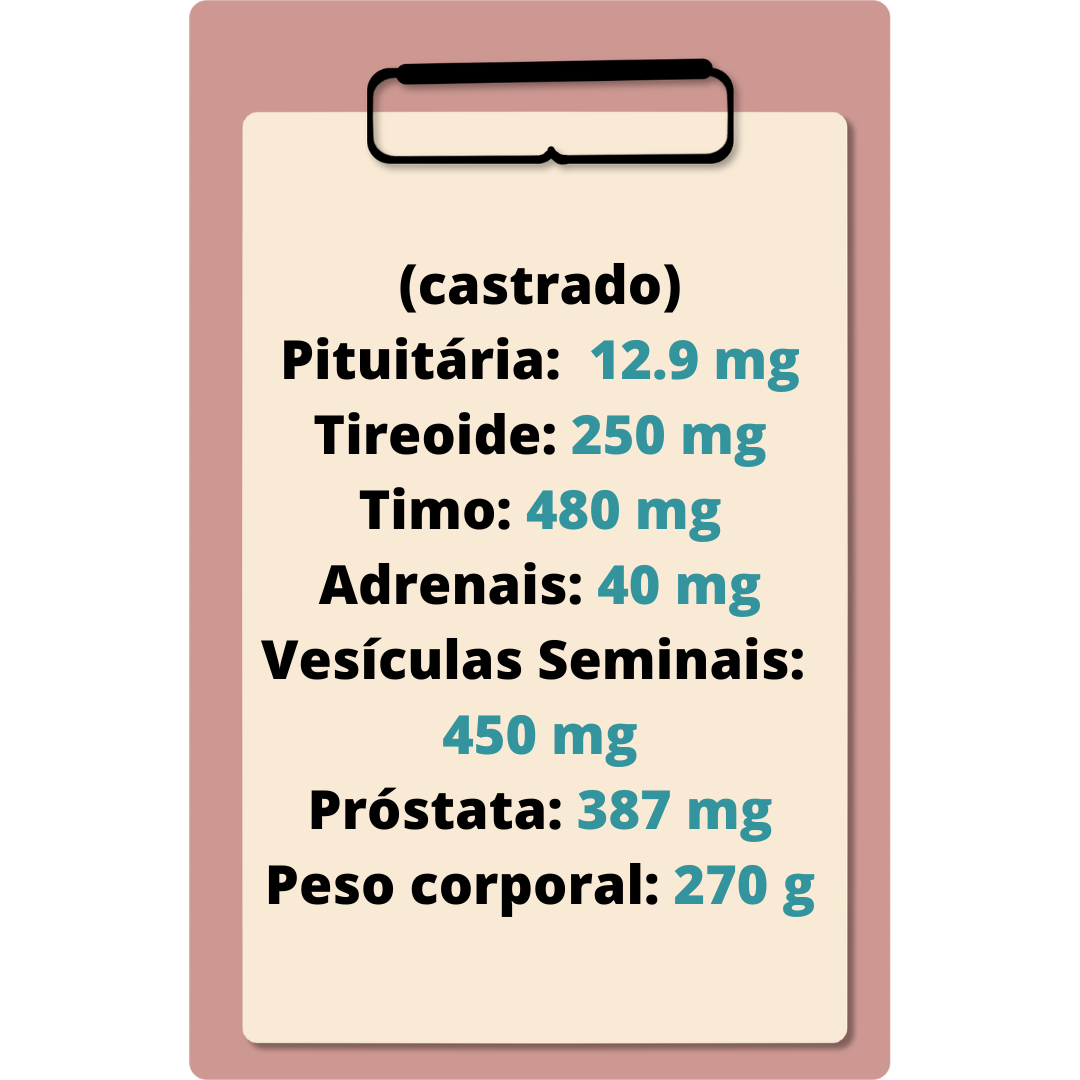 (castrado)
Pituitária: 12.9 mg
Tireoide: 250 mg
Timo: 480 mg
Adrenais: 40 mg
Vesículas Seminais:
450 mg
Próstata: 387 mg
Peso corporal: 270 g